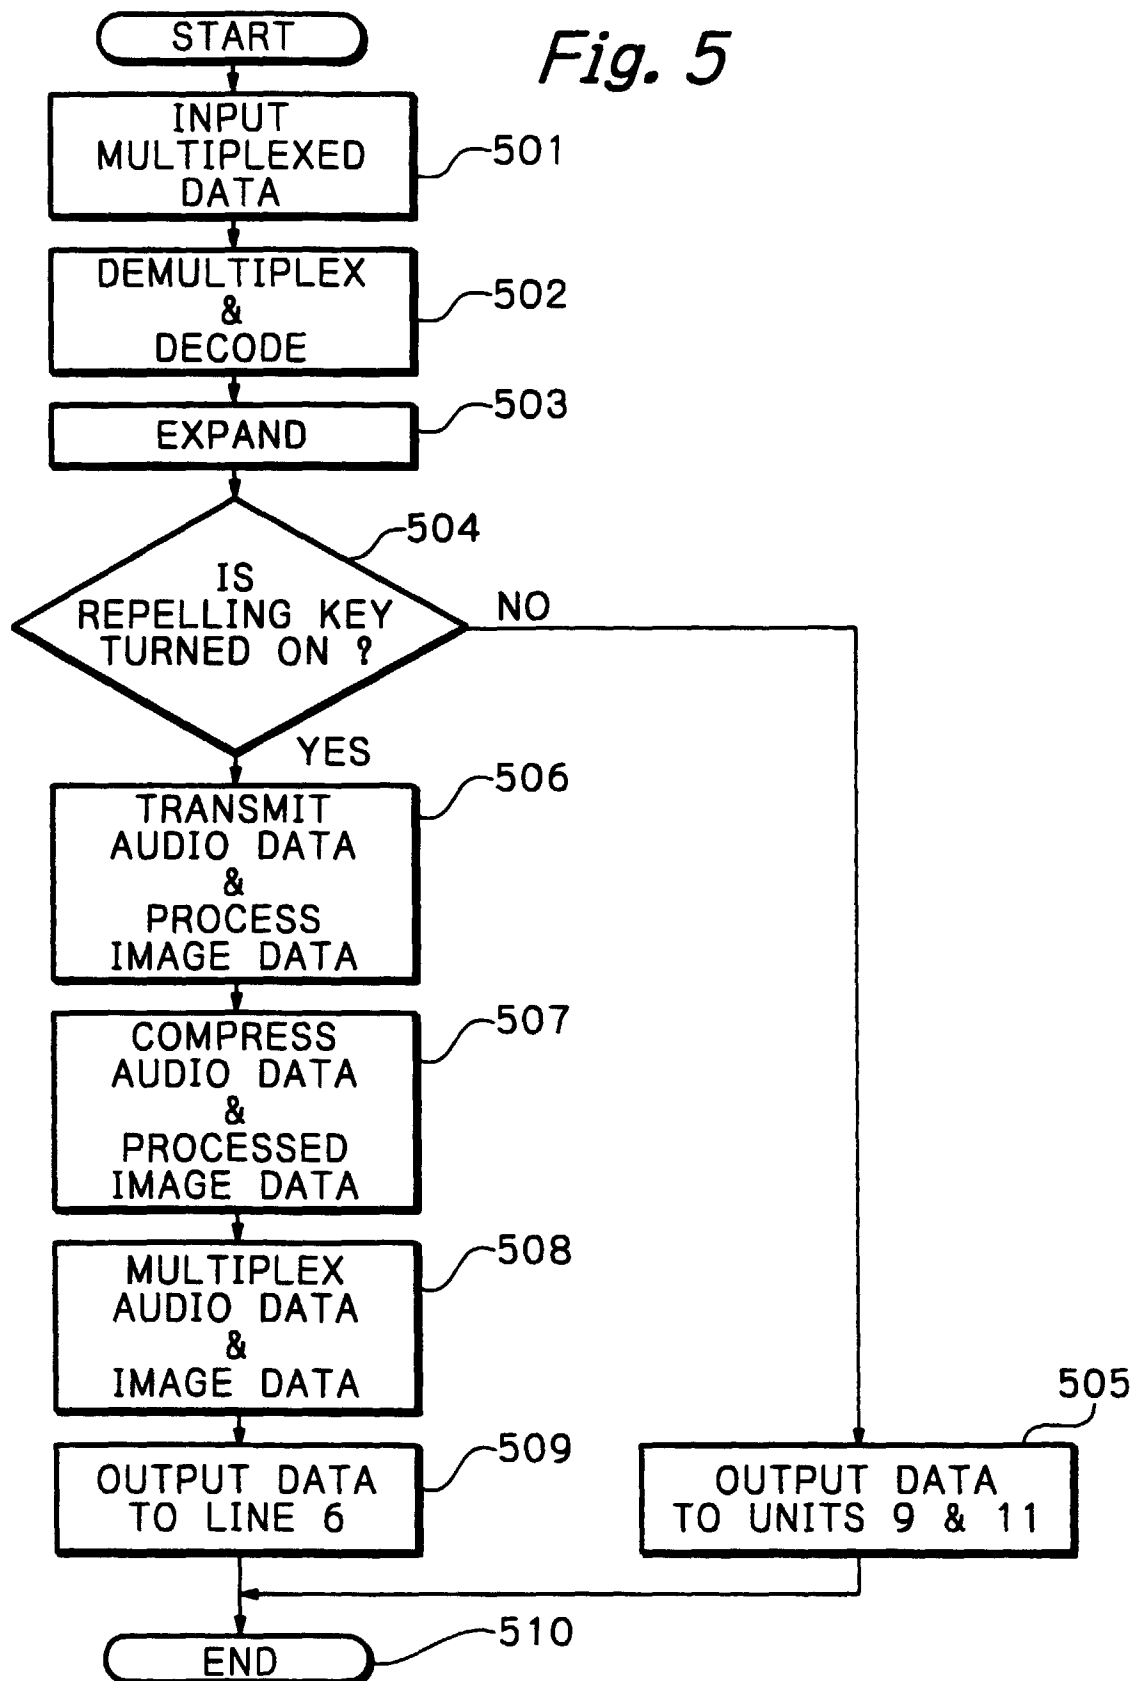 START
Fig. 5
INPUT
MULTIPLEXED
DATA
501
DEMULTIPLEX
&
DECODE
502
EXPAND
503
IS
REPELLING KEY
TURNED ON ?
504
NO
YES
TRANSMIT
AUDIO DATA
&
PROCESS
IMAGE DATA
506
COMPRESS
AUDIO DATA
&
PROCESSED
IMAGE DATA
507
MULTIPLEX
AUDIO DATA
&
IMAGE DATA
508
OUTPUT DATA
TO LINE 6
509
OUTPUT DATA
TO UNITS 9 & 11
505
END
510